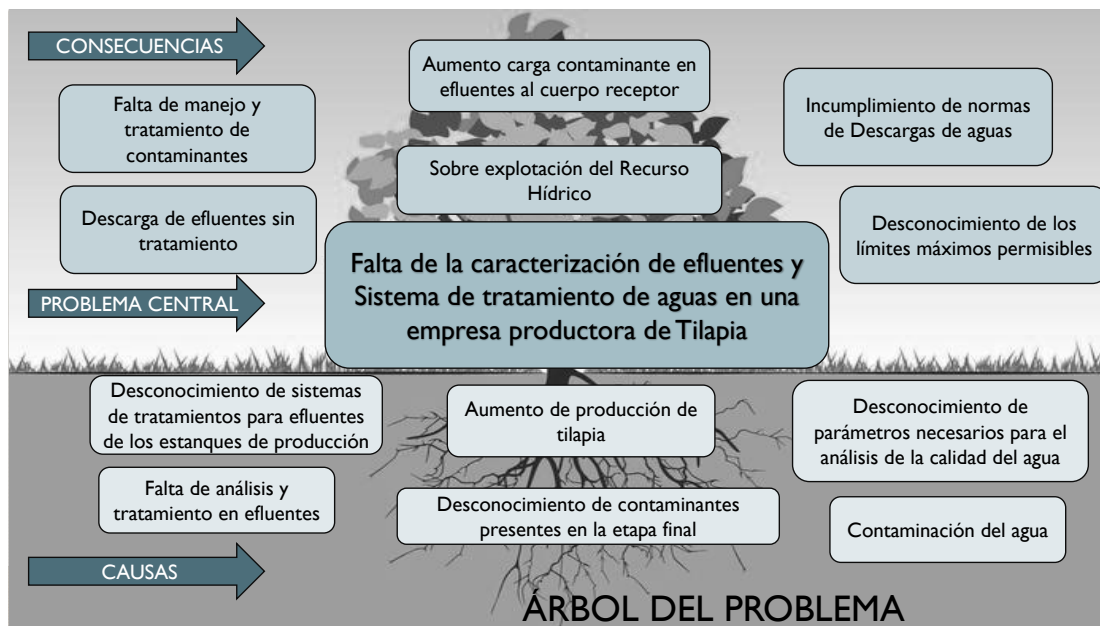 CONSECUENCIAS
Falta de manejo y
tratamiento de
contaminantes
Descarga de efluentes sin
tratamiento
Aumento carga contaminante en
efluentes al cuerpo receptor
Sobre explotación del Recurso
Hídrico
Incumplimiento de normas
de Descargas de aguas
Desconocimiento de los
límites máximos permisibles
PROBLEMA CENTRAL
Falta de la caracterización de efluentes y
Sistema de tratamiento de aguas en una
empresa productora de Tilapia
Desconocimiento de sistemas
de tratamientos para efluentes
de los estanques de producción
Falta de análisis y
tratamiento en efluentes
Aumento de producción de
tilapia
Desconocimiento de contaminantes
presentes en la etapa final
Desconocimiento de
parámetros necesarios para el
análisis de la calidad del agua
Contaminación del agua
CAUSAS
ÁRBOL DEL PROBLEMA